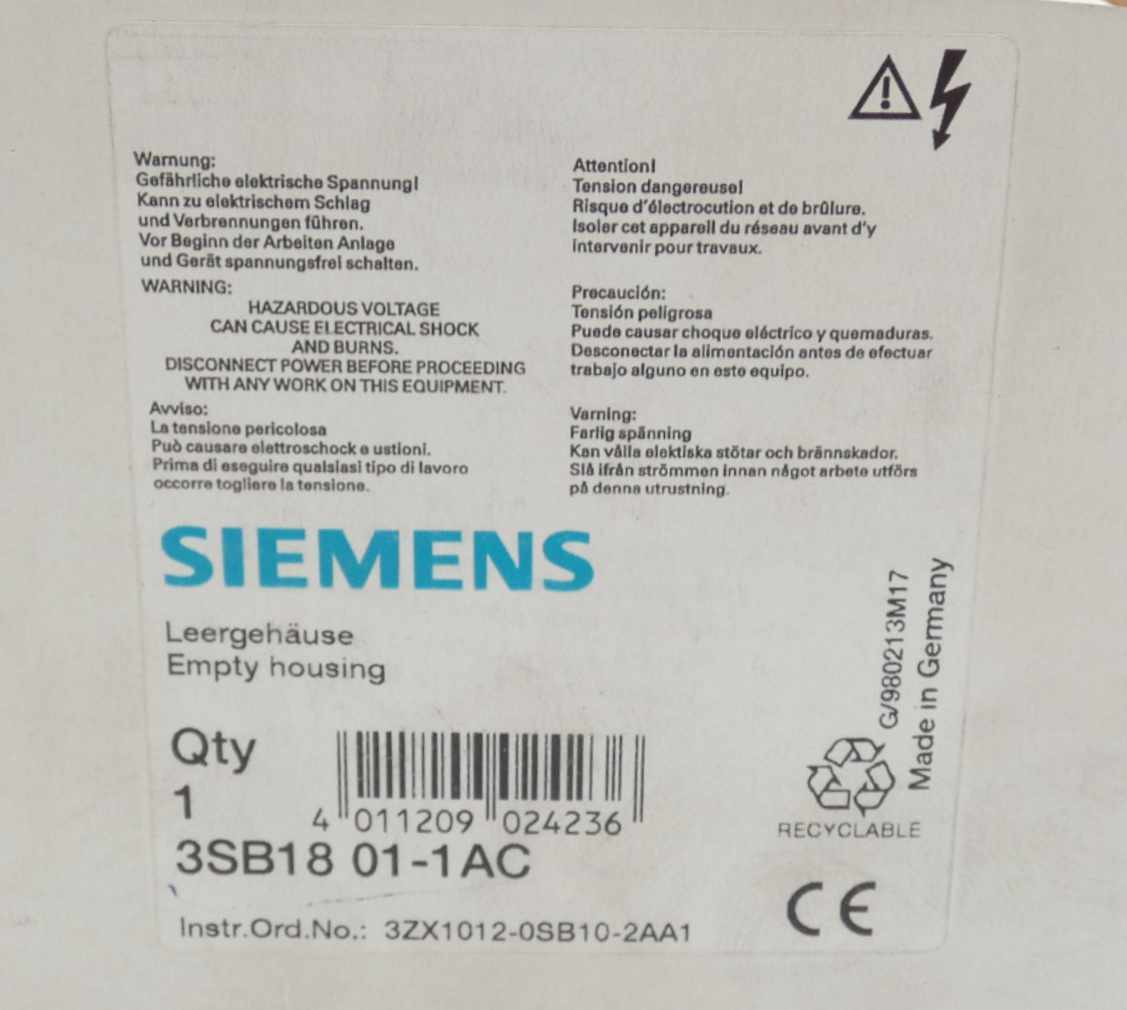 Warnung:
Gefährliche elektrische Spannung!
Kann zu elektrischem Schlag
und Verbrennungen führen.
Vor Beginn der Arbeiten Anlage
und Gerät spannungsfrei schalten.
WARNING:
HAZARDOUS VOLTAGE
CAN CAUSE ELECTRICAL SHOCK
AND BURNS.
DISCONNECT POWER BEFORE PROCEEDING
WITH ANY WORK ON THIS EQUIPMENT.
Avviso:
La tensione pericolosa
Può causare elettroschock e ustioni.
Prima di eseguire qualsiasi tipo di lavoro
occorre togliere la tensione.
Attention!
Tension dangereuse!
Risque d'électrocution et de brûlure.
Isoler cet appareil du réseau avant d'y
intervenir pour travaux.
Precaución:
Tensión peligrosa
Puede causar choque eléctrico y quemaduras.
Desconectar la alimentación antes de efectuar
trabajo alguno en este equipo.
Varning:
Farlig spänning
Kan vålla elektiska stötar och brännskador.
Slå ifrån strömmen innan något arbete utförs
på denna utrustning.
SIEMENS
Leergehäuse
Empty housing
Qty
1
4 011209 024236
3SB18 01-1AC
Instr.Ord.No.: 3ZX1012-0SB10-2AA1
G/980213M17
Made in Germany
RECYCLABLE
CE